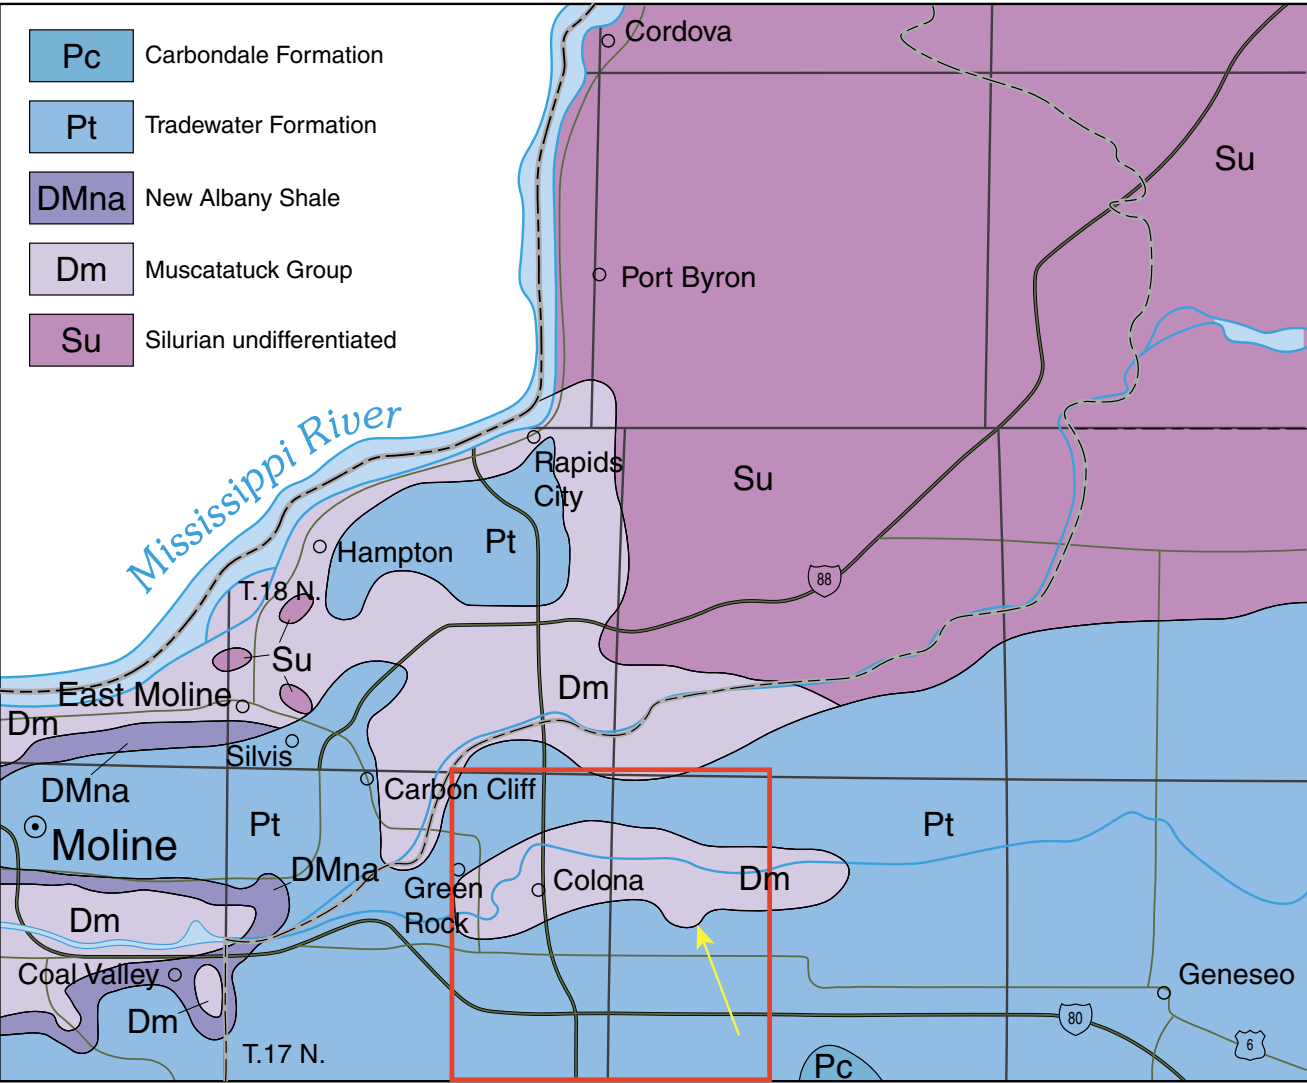 Pc Carbondale Formation
Pt Tradewater Formation
DMna New Albany Shale
Dm Muscatatuck Group
Su Silurian undifferentiated
Cordova
Su
Port Byron
Mississippi River
Rapids
City
Su
Hampton
Pt
88
T.18 N.
Su
East Moline
Dm
Dm
Silvis
DMna
Carbon Cliff
Moline
Pt
Pt
DMna
Green
Rock
Colona
Dm
Dm
Coal Valley
Geneseo
Dm
80
6
T.17 N.
Pc